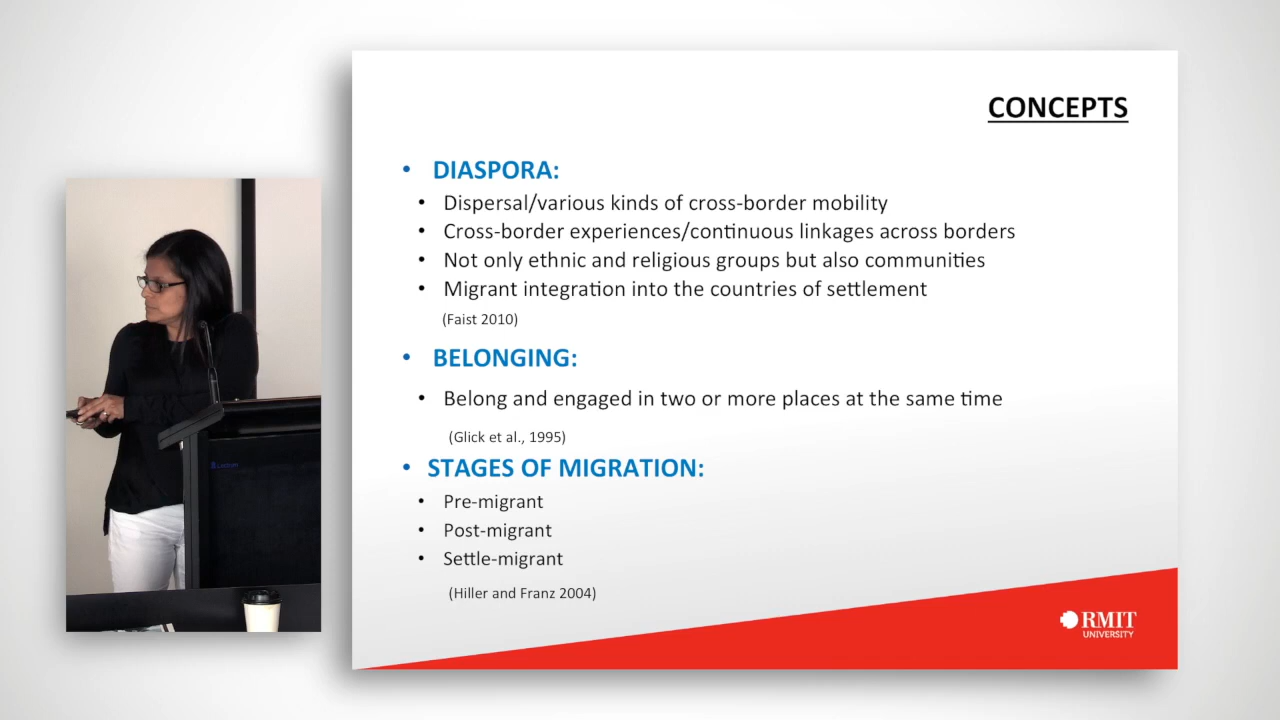 CONCEPTS
• DIASPORA:
• Dispersal/various kinds of cross-border mobility
• Cross-border experiences/continuous linkages across borders
• Not only ethnic and religious groups but also communities
• Migrant integration into the countries of settlement
(Faist 2010)
• BELONGING:
• Belong and engaged in two or more places at the same time
(Glick et al., 1995)
• STAGES OF MIGRATION:
• Pre-migrant
• Post-migrant
• Settle-migrant
(Hiller and Franz 2004)
RMIT
UNIVERSITY